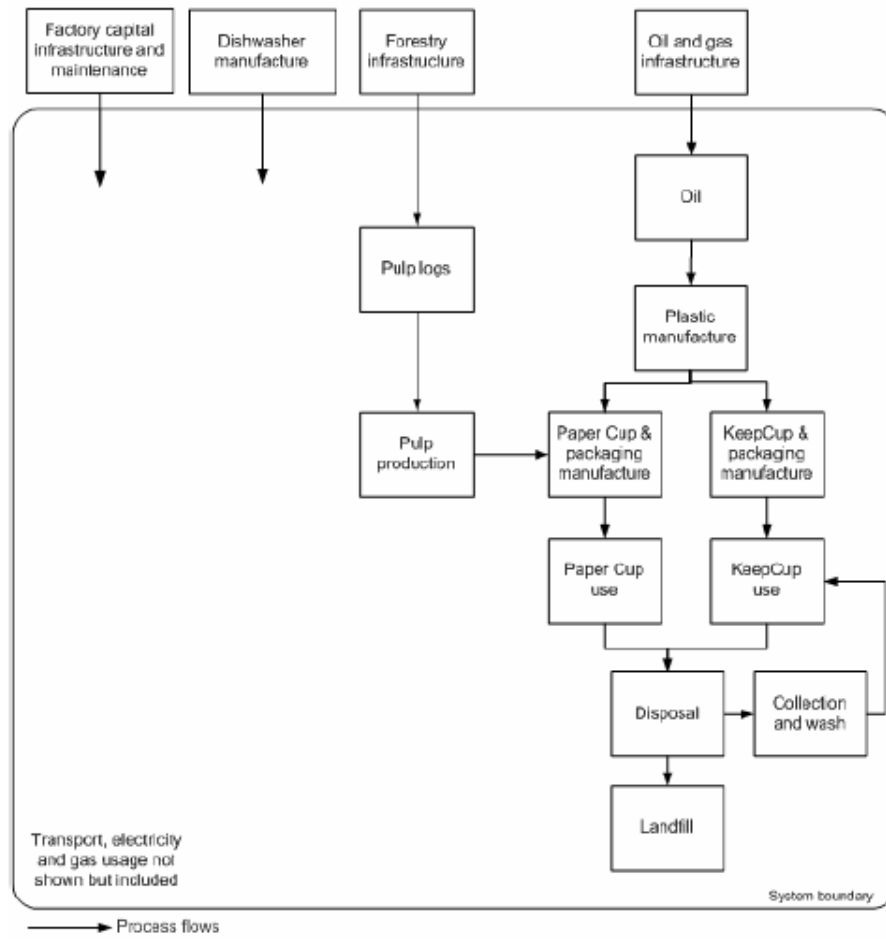 Factory capital
infrastructure and
maintenance
Dishwasher
manufacture
Forestry
infrastructure
Oil and gas
infrastructure
Oil
Pulp logs
Plastic
manufacture
Pulp
production
Paper Cup &
packaging
manufacture
KeepCup &
packaging
manufacture
Paper Cup
use
KeepCup
use
Disposal
Collection
and wash
Landfill
Transport, electricity
and gas usage not
shown but included
System boundary
Process flows